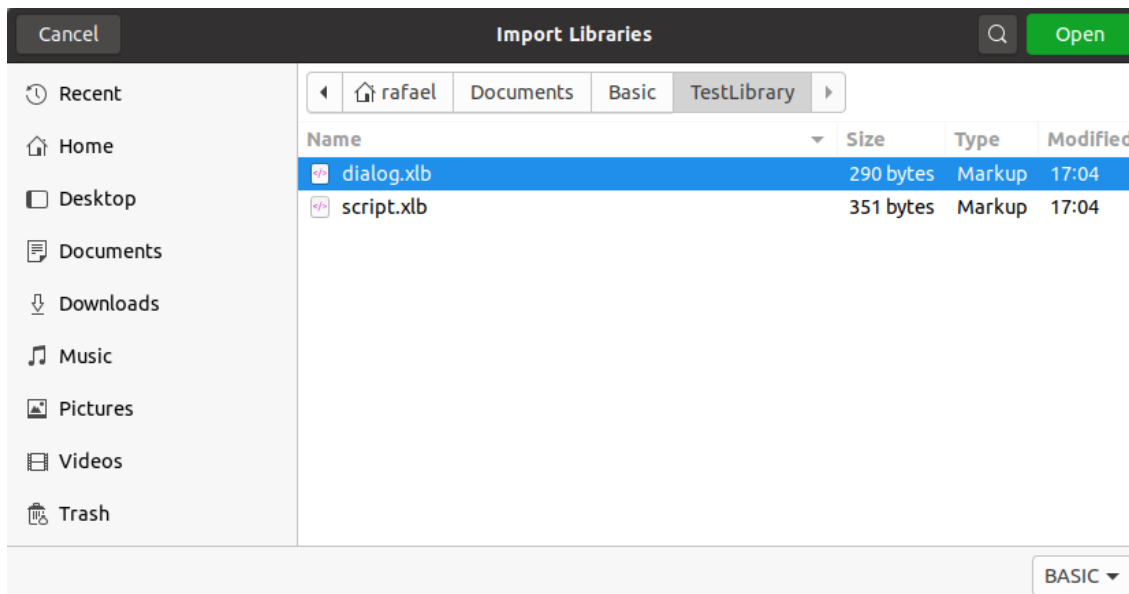 Cancel Import Libraries Open
Recent
Home
Desktop
Documents
Downloads
Music
Pictures
Videos
Trash
rafael Documents Basic TestLibrary
Name Size Type Modified
dialog.xlb 290 bytes Markup 17:04
script.xlb 351 bytes Markup 17:04
BASIC